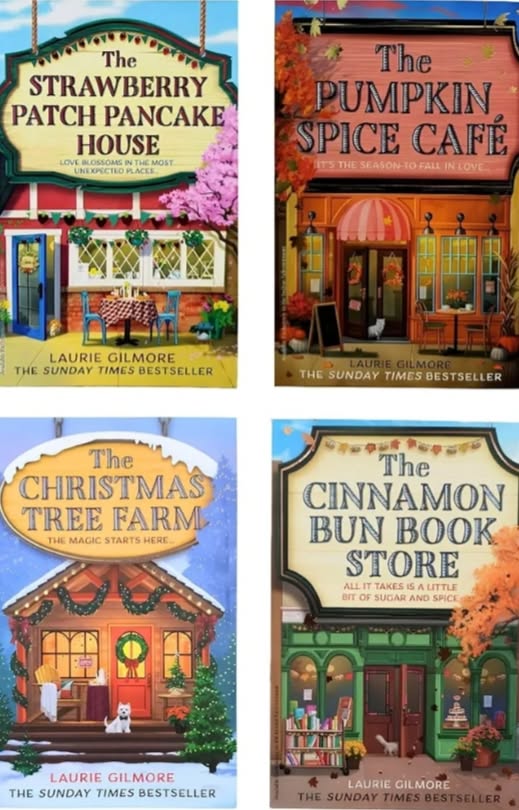 The
STRAWBERRY
PATCH PANCAKE
HOUSE
LOVE BLOSSOMS IN THE MOST
UNEXPECTED PLACES...
LAURIE GILMORE
THE SUNDAY TIMES BESTSELLER
The
PUMPKIN
SPICE CAFÉ
IT'S THE SEASON TO FALL IN LOVE...
LAURIE GILMORE
THE SUNDAY TIMES BESTSELLER
The
CHRISTMAS
TREE FARM
THE MAGIC STARTS HERE...
LAURIE GILMORE
THE SUNDAY TIMES BESTSELLER
The
CINNAMON
BUN BOOK
STORE
ALL IT TAKES IS A LITTLE
BIT OF SUGAR AND SPICE
LAURIE GILMORE
THE SUNDAY TIMES BESTSELLER